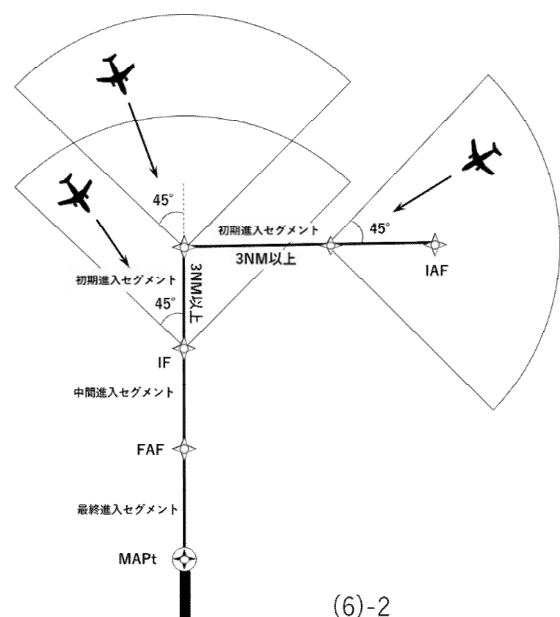 45°
初期進入セグメント
45°
3NM以上
IAF
初期進入セグメント
3NM以上
45°
IF
中間進入セグメント
FAF
最終進入セグメント
MAPt
(6)-2